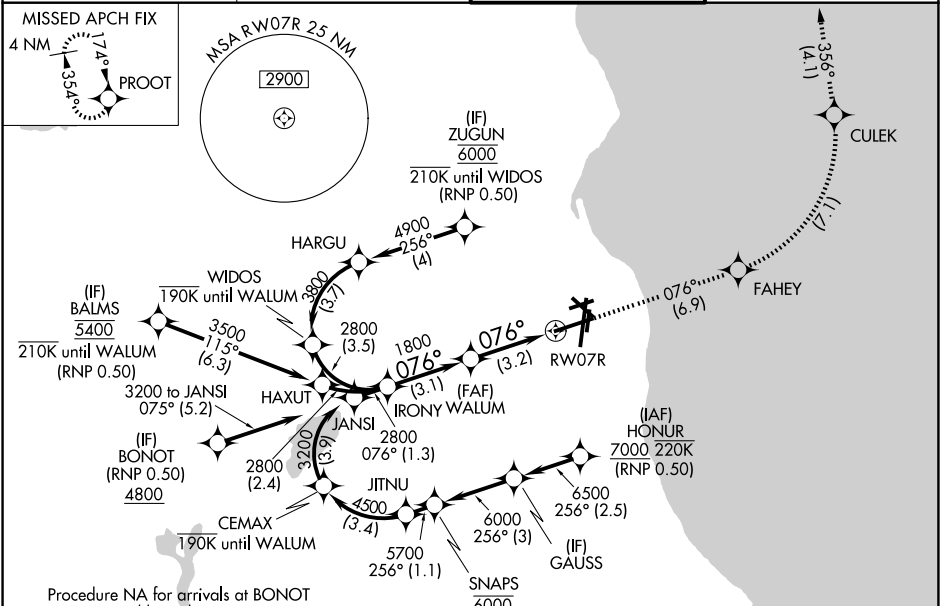 MISSED APCH FIX
4 NM
174°
354°
PROOT
MSA RW07R 25 NM
2900
356°
(4.1)
CULEK
(7.1)
FAHEY
076°
(6.9)
(IF)
ZUGUN
6000
210K until WIDOS
(RNP 0.50)
4900
256°
(4)
HARGU
3800
(3.7)
WIDOS
190K until WALUM
2800
(3.5)
(IF)
BALMS
5400
210K until WALUM
(RNP 0.50)
3500
115°
(6.3)
HAXUT
1800
076°
(3.1)
076°
(3.2)
RW07R
(FAF)
WALUM
IRONY
JANSI
3200 to JANSI
075° (5.2)
(IF)
BONOT
(RNP 0.50)
4800
2800
(2.4)
2800
076° (1.3)
3200
(3.9)
CEMAX
190K until WALUM
JITNU
4500
(3.4)
5700
256° (1.1)
SNAPS
6000
6000
256° (3)
(IF)
GAUSS
6500
256° (2.5)
(IAF)
HONUR
7000 220K
(RNP 0.50)
Procedure NA for arrivals at BONOT